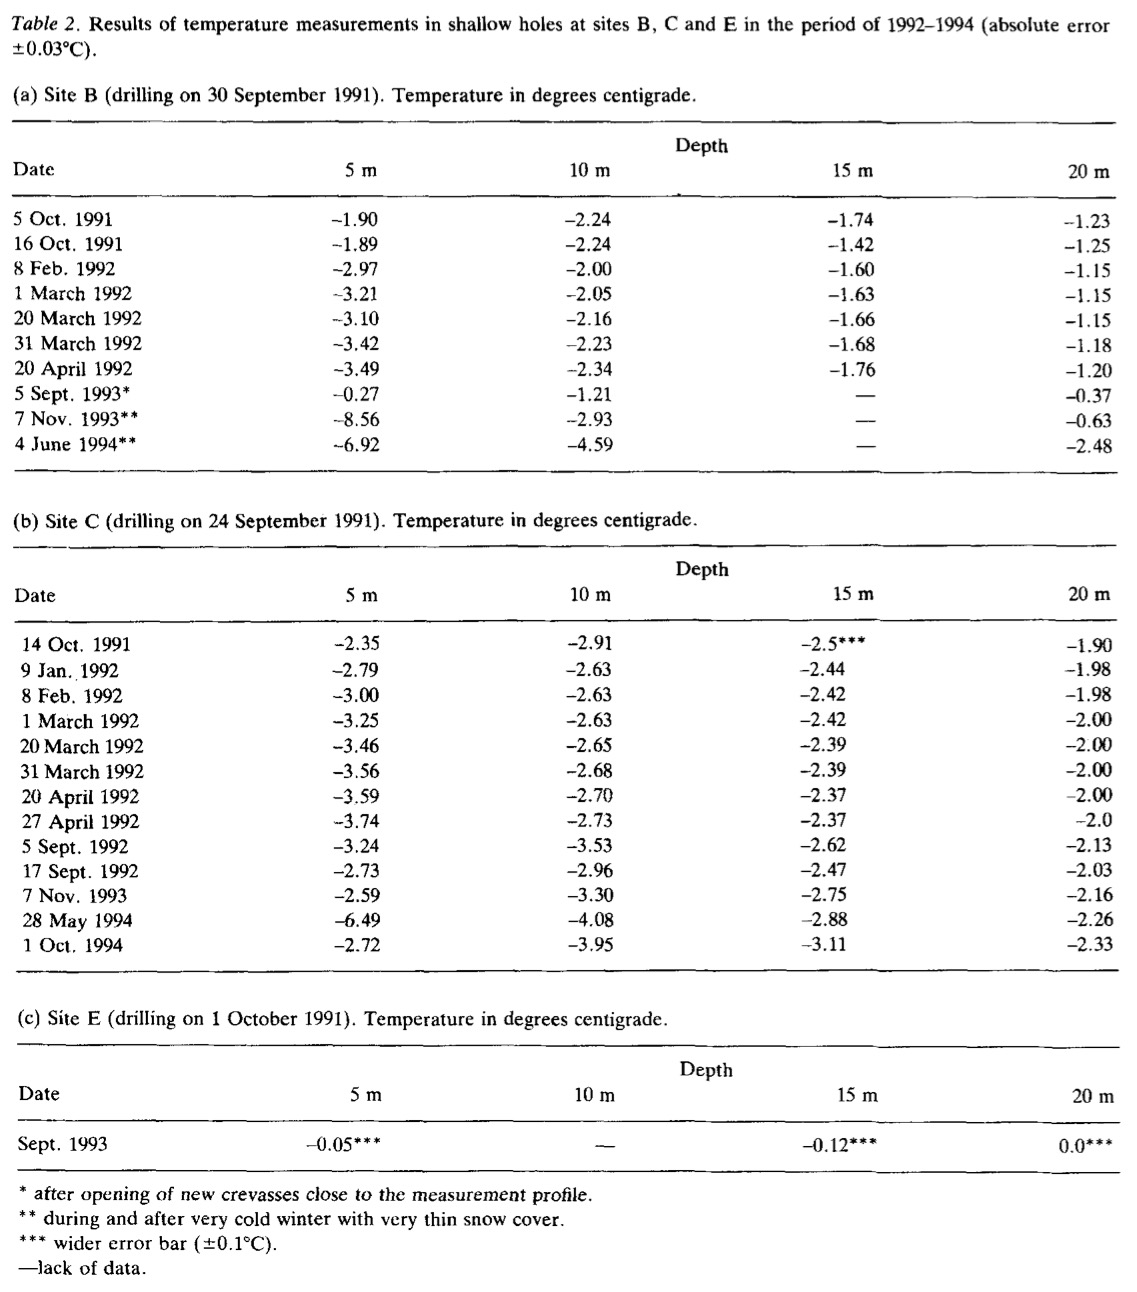 Table 2. Results of temperature measurements in shallow holes at sites B, C and E in the period of 1992–1994 (absolute error
±0.03°C).
(a) Site B (drilling on 30 September 1991). Temperature in degrees centigrade.
Depth
Date 5 m 10 m 15 m 20 m
5 Oct. 1991 –1.90 –2.24 –1.74 –1.23
16 Oct. 1991 –1.89 –2.24 –1.42 –1.25
8 Feb. 1992 –2.97 –2.00 –1.60 –1.15
1 March 1992 –3.21 –2.05 –1.63 –1.15
20 March 1992 –3.10 –2.16 –1.66 –1.15
31 March 1992 –3.42 –2.23 –1.68 –1.18
20 April 1992 –3.49 –2.34 –1.76 –1.20
5 Sept. 1993* –0.27 –1.21 — –0.37
7 Nov. 1993** –8.56 –2.93 — –0.63
4 June 1994** –6.92 –4.59 — –2.48
(b) Site C (drilling on 24 September 1991). Temperature in degrees centigrade.
Depth
Date 5 m 10 m 15 m 20 m
14 Oct. 1991 –2.35 –2.91 –2.5*** –1.90
9 Jan. 1992 –2.79 –2.63 –2.44 –1.98
8 Feb. 1992 –3.00 –2.63 –2.42 –1.98
1 March 1992 –3.25 –2.63 –2.42 –2.00
20 March 1992 –3.46 –2.65 –2.39 –2.00
31 March 1992 –3.56 –2.68 –2.39 –2.00
20 April 1992 –3.59 –2.70 –2.37 –2.00
27 April 1992 –3.74 –2.73 –2.37 –2.0
5 Sept. 1992 –3.24 –3.53 –2.62 –2.13
17 Sept. 1992 –2.73 –2.96 –2.47 –2.03
7 Nov. 1993 –2.59 –3.30 –2.75 –2.16
28 May 1994 –6.49 –4.08 –2.88 –2.26
1 Oct. 1994 –2.72 –3.95 –3.11 –2.33
(c) Site E (drilling on 1 October 1991). Temperature in degrees centigrade.
Depth
Date 5 m 10 m 15 m 20 m
Sept. 1993 –0.05*** — –0.12*** 0.0***
* after opening of new crevasses close to the measurement profile.
** during and after very cold winter with very thin snow cover.
*** wider error bar (±0.1°C).
—lack of data.